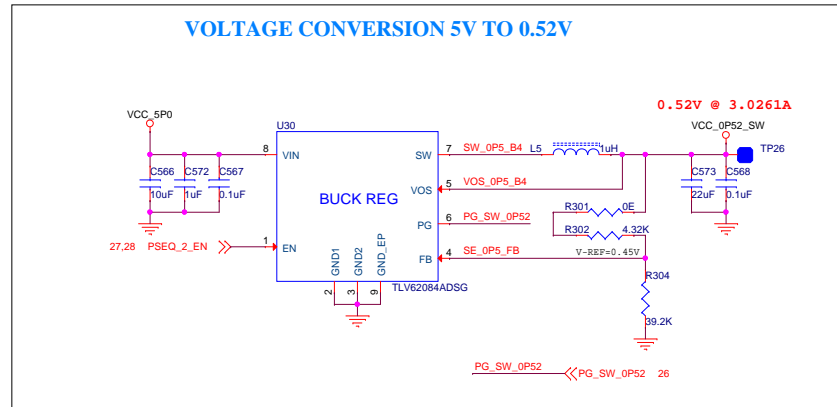 VOLTAGE CONVERSION 5V TO 0.52V
0.52V @ 3.0261A
VCC_5P0
VCC_0P52_SW
U30
8
VIN
SW
7
SW_0P5_B4
L5
1uH
TP26
C566
C572
C567
10uF
1uF
0.1uF
VOS
5
VOS_0P5_B4
C573
C568
22uF
0.1uF
BUCK REG
R301
0E
PG
6
PG_SW_0P52
R302
4.32K
27,28
PSEQ_2_EN
1
EN
FB
4
SE_0P5_FB
V-REF=0.45V
GND1
GND2
GND_EP
2
3
9
TLV62084ADSG
R304
39.2K
PG_SW_0P52
PG_SW_0P52
26